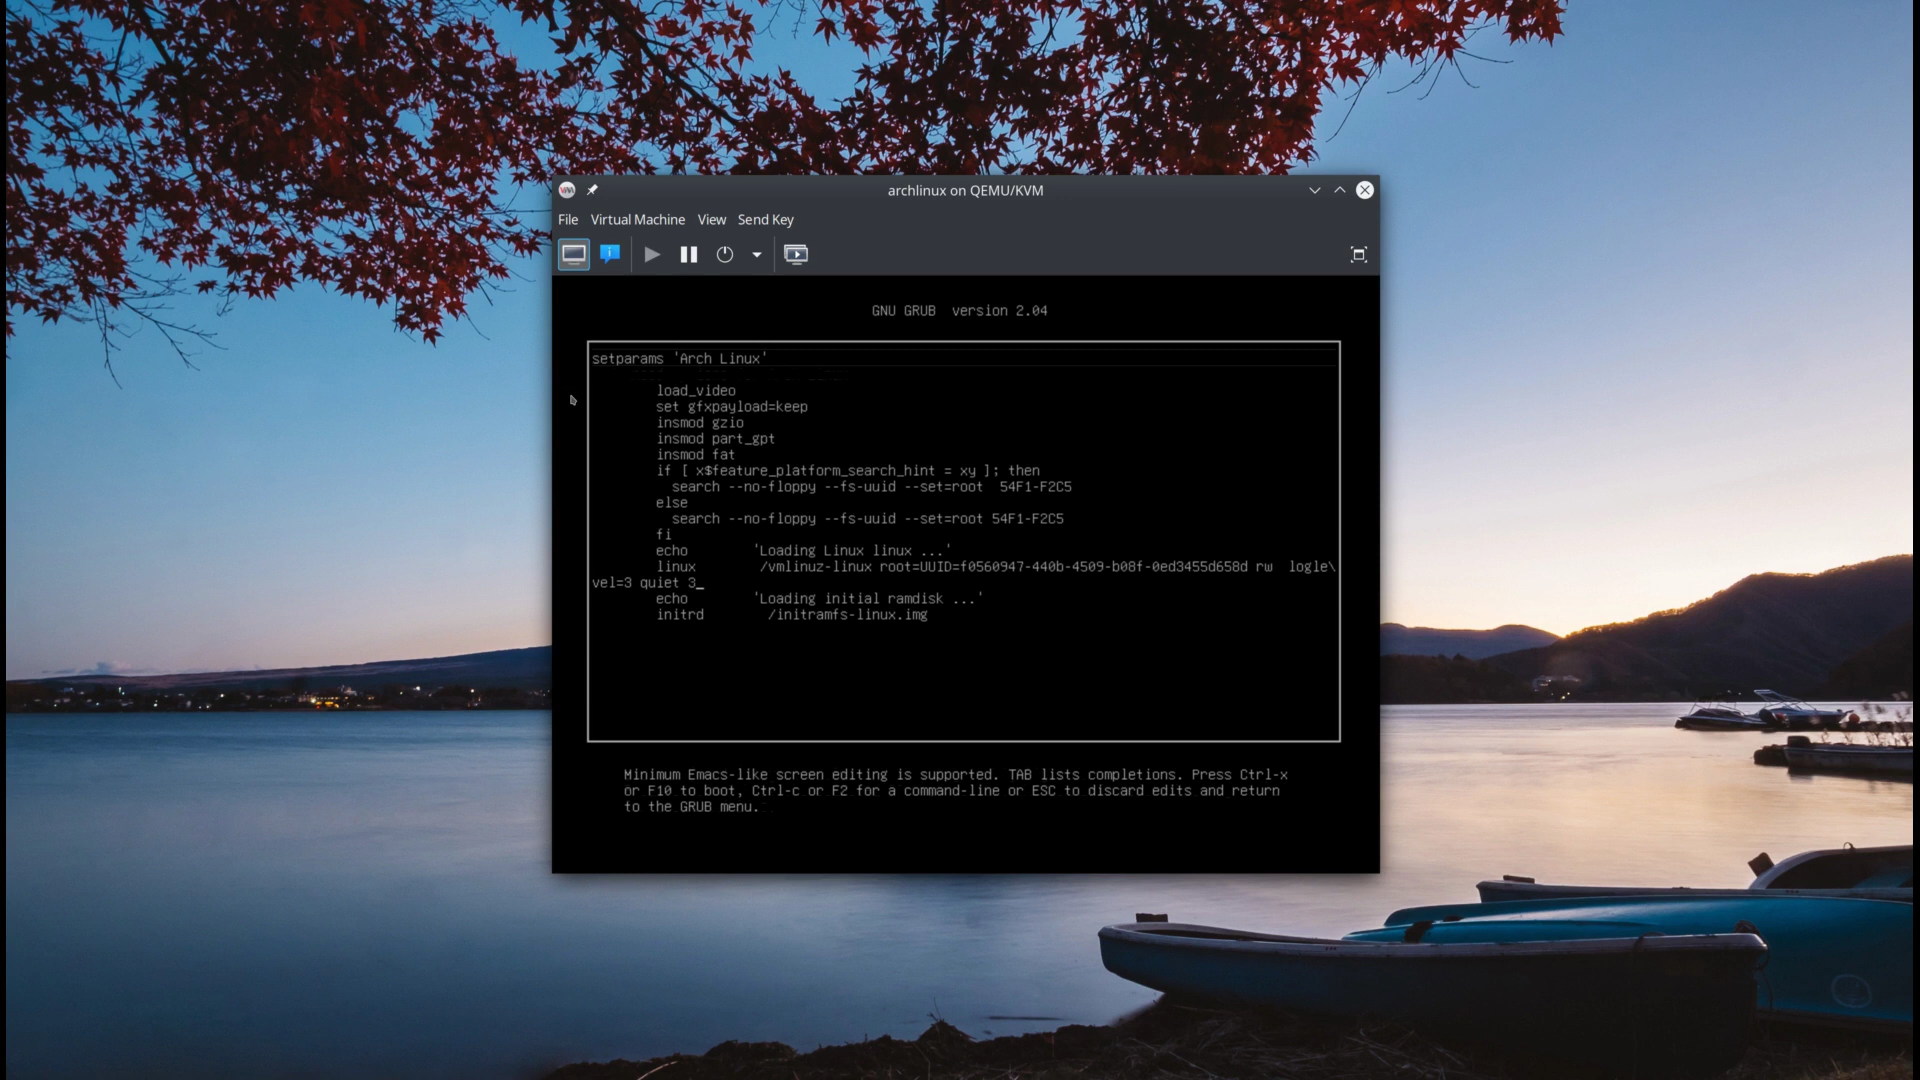 archlinux on QEMU/KVM
File Virtual Machine View Send Key
GNU GRUB version 2.04
setparams 'Arch Linux'
load_video
set gfxpayload=keep
insmod gzio
insmod part_gpt
insmod fat
if [ x$feature_platform_search_hint = xy ]; then
search --no-floppy --fs-uuid --set=root 54F1-F2C5
else
search --no-floppy --fs-uuid --set=root 54F1-F2C5
fi
echo 'Loading Linux linux ...'
linux /vmlinuz-linux root=UUID=f0560947-440b-4509-b08f-0ed3455d658d rw logle\
vel=3 quiet 3_
echo 'Loading initial ramdisk ...'
initrd /initramfs-linux.img
Minimum Emacs-like screen editing is supported. TAB lists completions. Press Ctrl-x
or F10 to boot, Ctrl-c or F2 for a command-line or ESC to discard edits and return
to the GRUB menu.